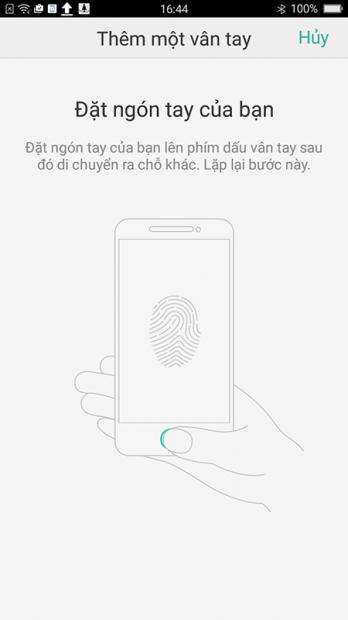 16:44
100%
Thêm một vân tay
Hủy
Đặt ngón tay của bạn
Đặt ngón tay của bạn lên phím dấu vân tay sau
đó di chuyển ra chỗ khác. Lặp lại bước này.